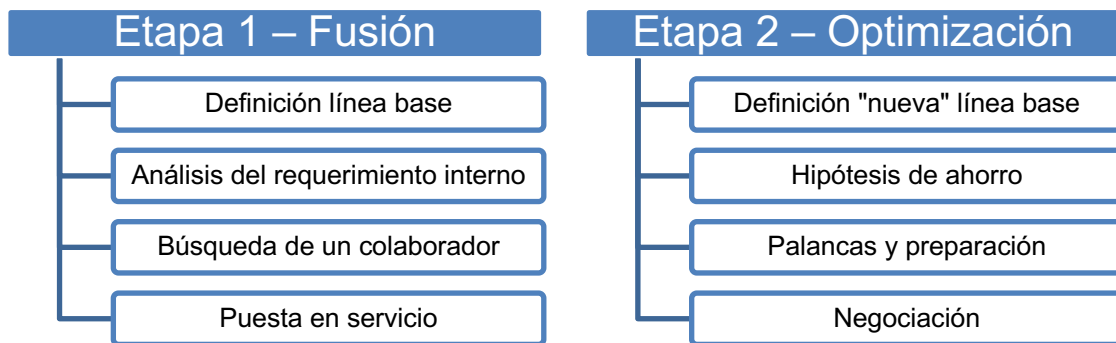 Etapa 1 – Fusión
Definición línea base
Análisis del requerimiento interno
Búsqueda de un colaborador
Puesta en servicio
Etapa 2 – Optimización
Definición "nueva" línea base
Hipótesis de ahorro
Palancas y preparación
Negociación